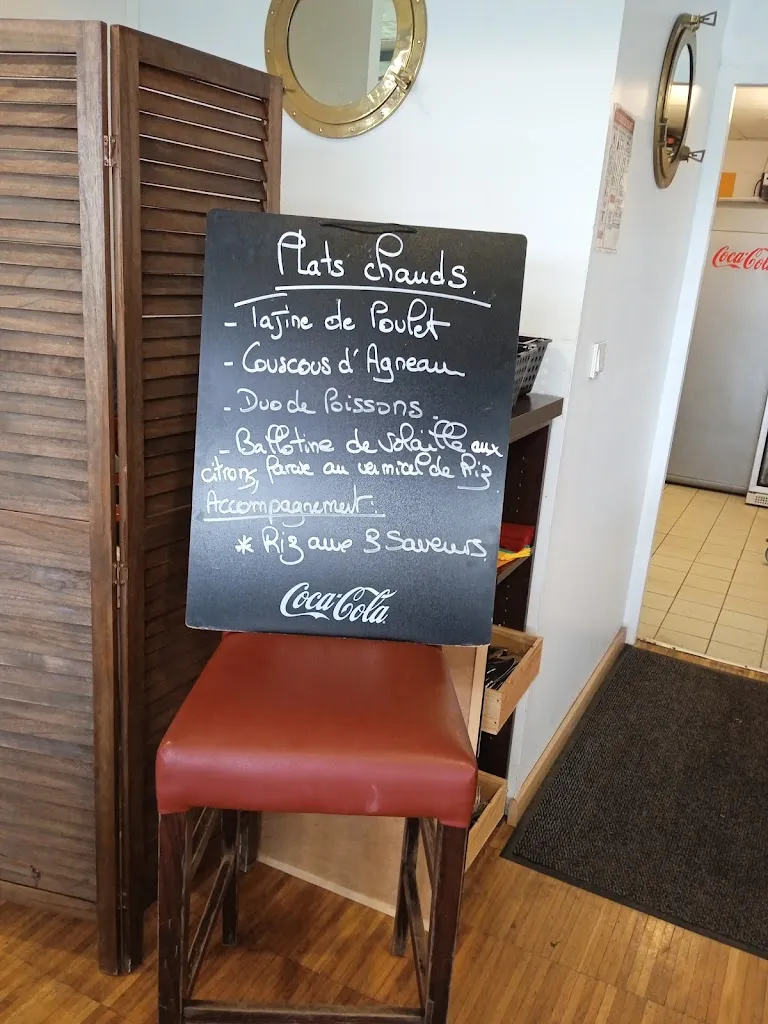 Plats chauds
- Tajine de Poulet
- Couscous d'Agneau
- Duo de Poissons.
- Ballotine de volaille aux
citrons, farcie au vermicel de Riz
Accompagnement:
* Riz aux 3 Saveurs
Coca-Cola
Coca-Cola